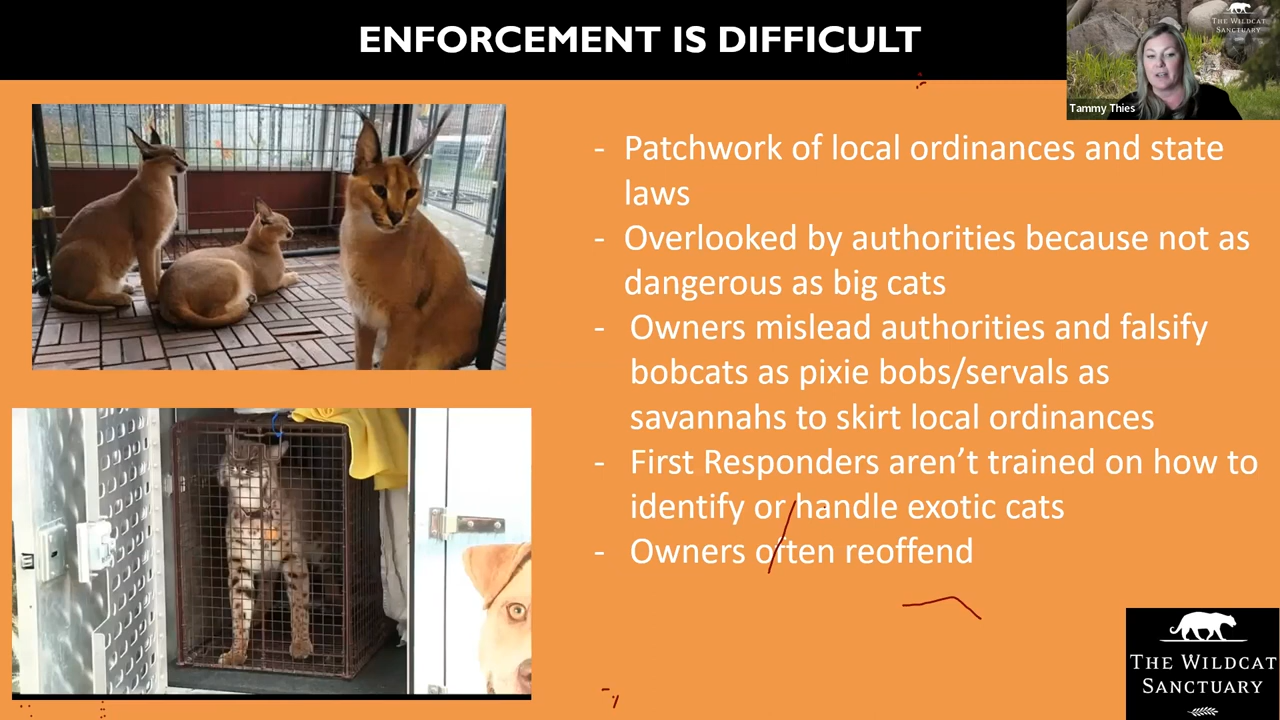 ENFORCEMENT IS DIFFICULT
THE WILDCAT
SANCTUARY
Tammy Thies
- Patchwork of local ordinances and state
laws
- Overlooked by authorities because not as
dangerous as big cats
- Owners mislead authorities and falsify
bobcats as pixie bobs/servals as
savannahs to skirt local ordinances
- First Responders aren’t trained on how to
identify or handle exotic cats
- Owners often reoffend
THE WILDCAT
SANCTUARY